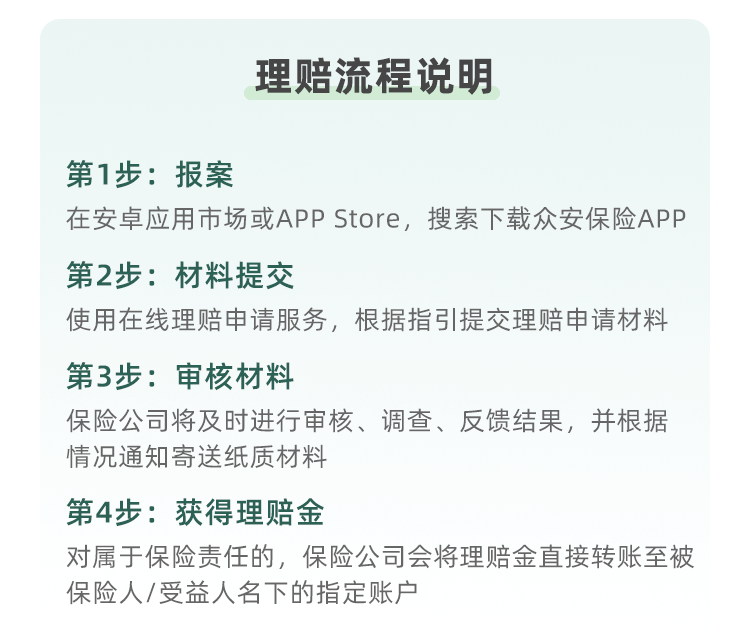 理赔流程说明
第1步：报案
在安卓应用市场或APP Store，搜索下载众安保险APP
第2步：材料提交
使用在线理赔申请服务，根据指引提交理赔申请材料
第3步：审核材料
保险公司将及时进行审核、调查、反馈结果，并根据
情况通知寄送纸质材料
第4步：获得理赔金
对属于保险责任的，保险公司会将理赔金直接转账至被
保险人/受益人名下的指定账户